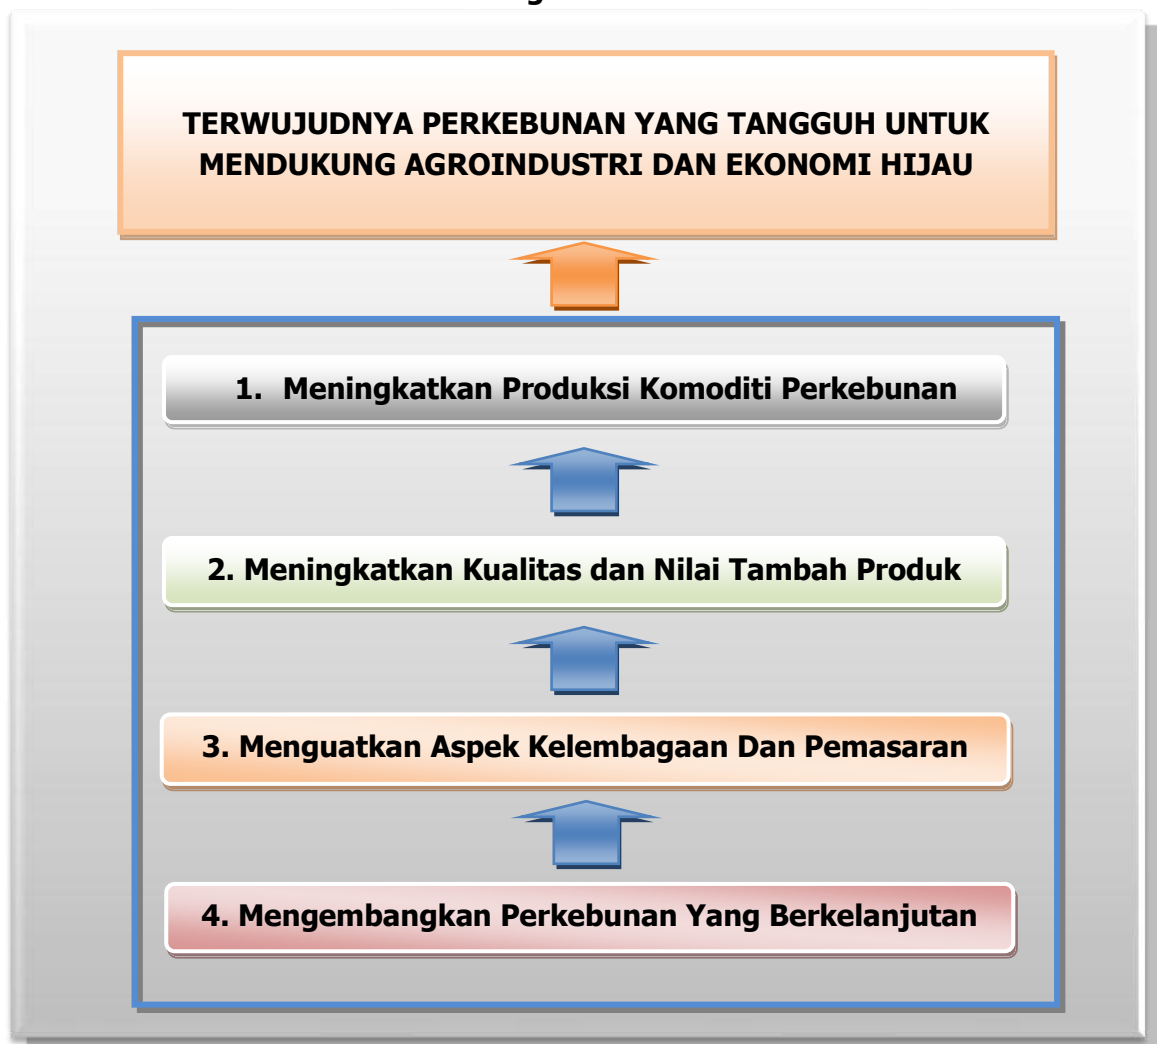 TERWUJUDNYA PERKEBUNAN YANG TANGGUH UNTUK
MENDUKUNG AGROINDUSTRI DAN EKONOMI HIJAU
1. Meningkatkan Produksi Komoditi Perkebunan
2. Meningkatkan Kualitas dan Nilai Tambah Produk
3. Menguatkan Aspek Kelembagaan Dan Pemasaran
4. Mengembangkan Perkebunan Yang Berkelanjutan